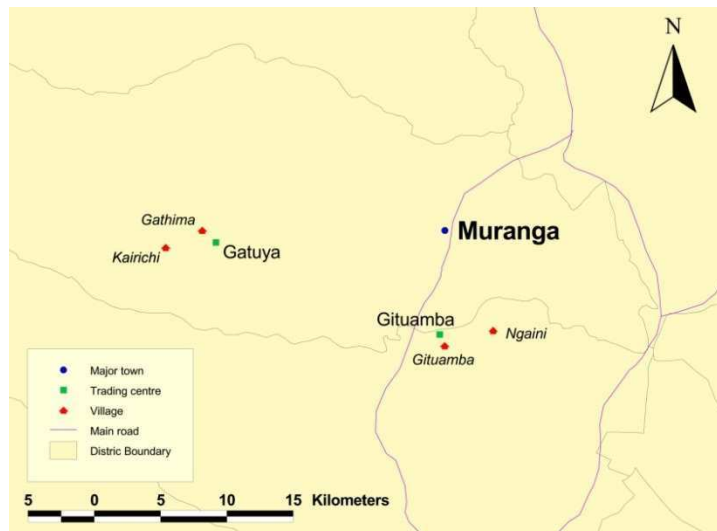 N
Gathima
Muranga
Kairichi
Gatuya
Gituamba
Ngaini
Gituamba
Major town
Trading centre
Village
Main road
Distric Boundary
5 0 5 10 15 Kilometers